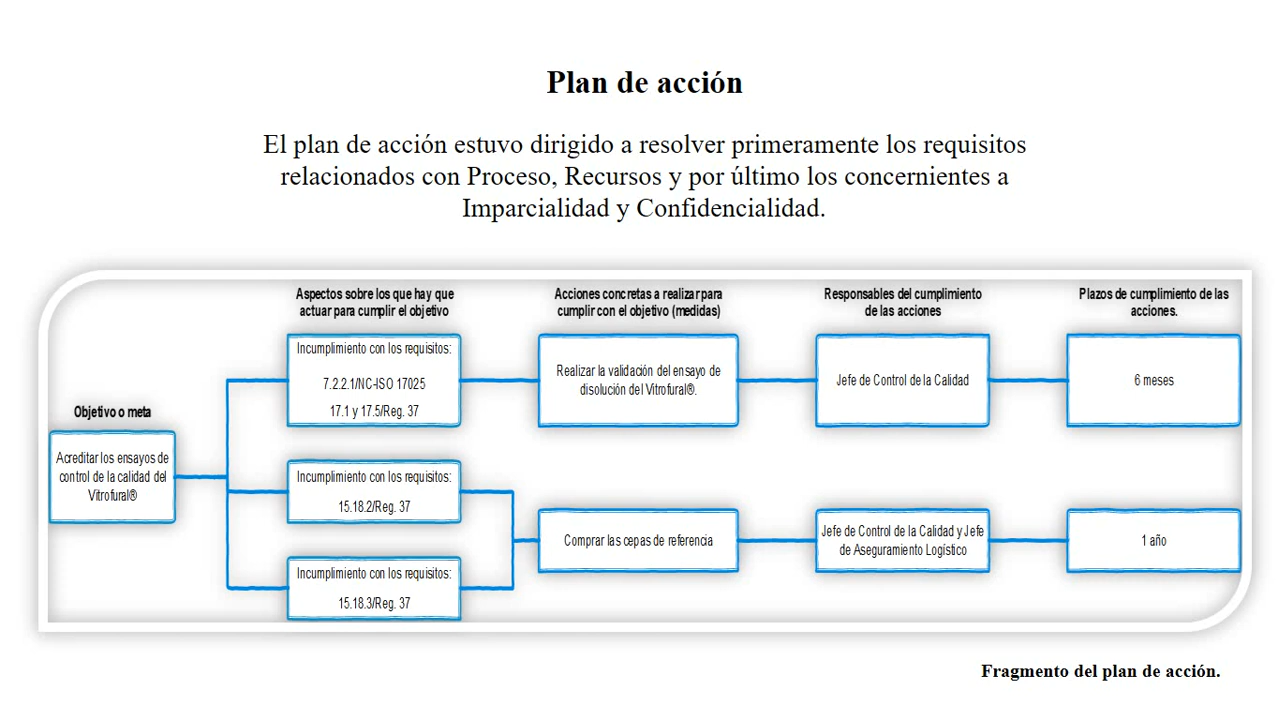 Plan de acción
El plan de acción estuvo dirigido a resolver primeramente los requisitos
relacionados con Proceso, Recursos y por último los concernientes a
Imparcialidad y Confidencialidad.
Objetivo o meta
Acreditar los ensayos de
control de la calidad del
Vitrofural®
Aspectos sobre los que hay que
actuar para cumplir el objetivo
Incumplimiento con los requisitos:
7.2.2.1/NC-ISO 17025
17.1 y 17.5/Reg. 37
Incumplimiento con los requisitos:
15.18.2/Reg. 37
Incumplimiento con los requisitos:
15.18.3/Reg. 37
Acciones concretas a realizar para
cumplir con el objetivo (medidas)
Realizar la validación del ensayo de
disolución del Vitrofural®.
Comprar las cepas de referencia
Responsables del cumplimiento
de las acciones
Jefe de Control de la Calidad
Jefe de Control de la Calidad y Jefe
de Aseguramiento Logístico
Plazos de cumplimiento de las
acciones.
6 meses
1 año
Fragmento del plan de acción.